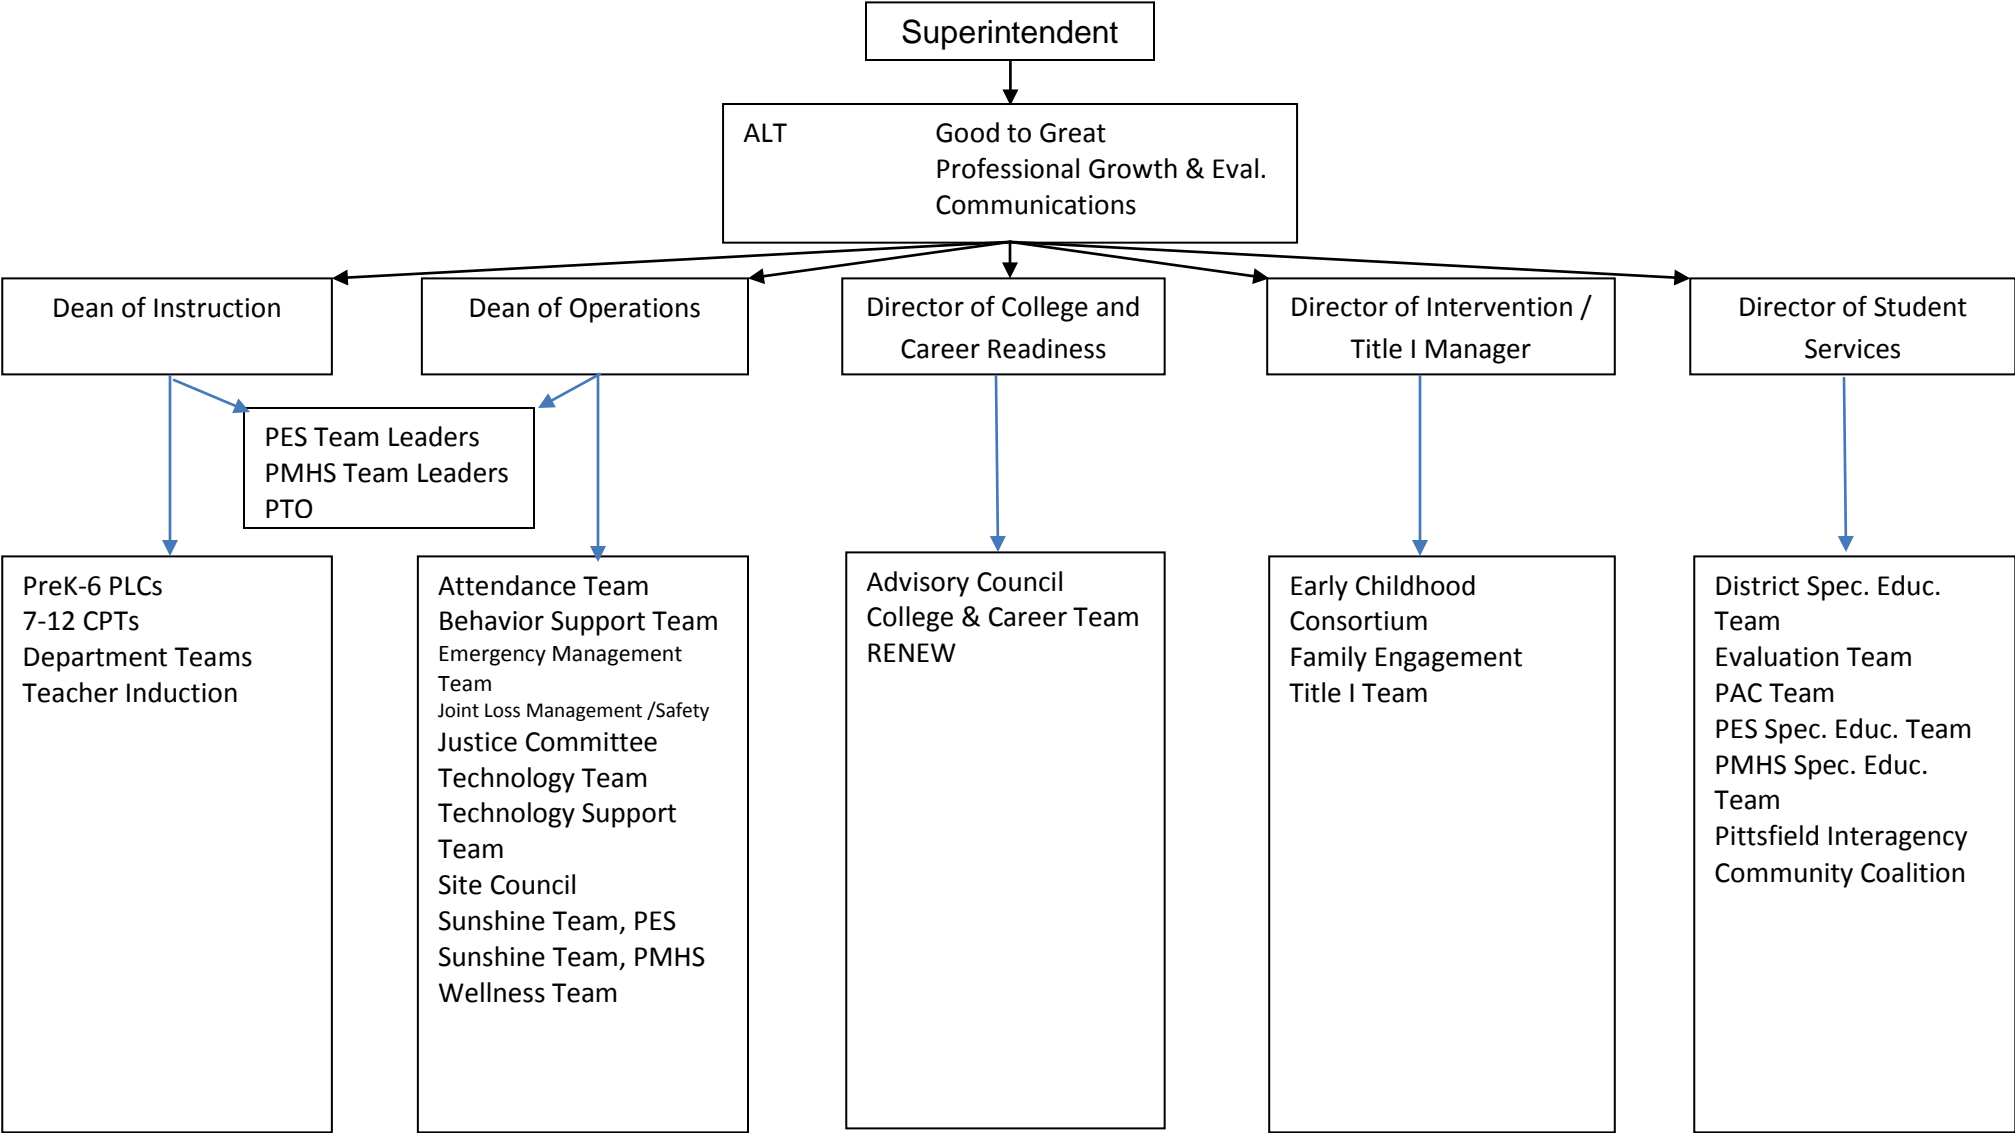 Superintendent
ALT Good to Great
Professional Growth & Eval.
Communications
Dean of Instruction
Dean of Operations
Director of College and
Career Readiness
Director of Intervention /
Title I Manager
Director of Student
Services
PES Team Leaders
PMHS Team Leaders
PTO
PreK-6 PLCs
7-12 CPTs
Department Teams
Teacher Induction
Attendance Team
Behavior Support Team
Emergency Management
Team
Joint Loss Management /Safety
Justice Committee
Technology Team
Technology Support
Team
Site Council
Sunshine Team, PES
Sunshine Team, PMHS
Wellness Team
Advisory Council
College & Career Team
RENEW
Early Childhood
Consortium
Family Engagement
Title I Team
District Spec. Educ.
Team
Evaluation Team
PAC Team
PES Spec. Educ. Team
PMHS Spec. Educ.
Team
Pittsfield Interagency
Community Coalition